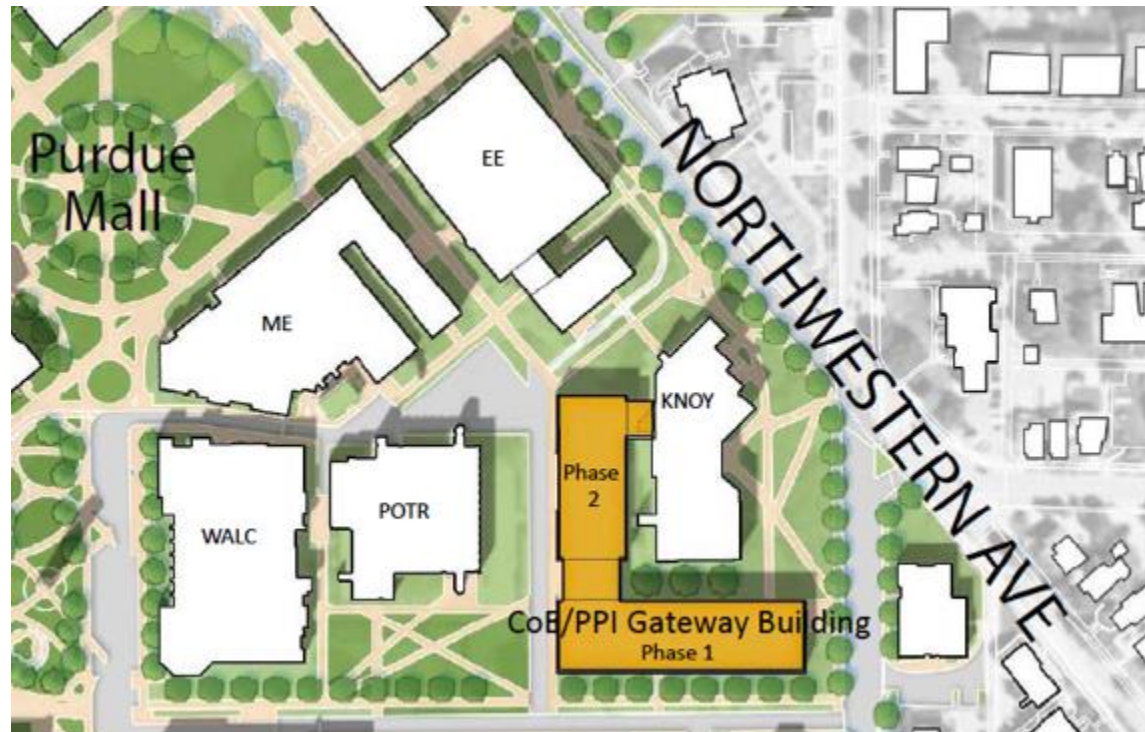 Purdue
Mall
EE
NORTHWESTERN AVE
ME
KNOY
Phase
2
POTR
WALC
CoE/PPI Gateway Building
Phase 1